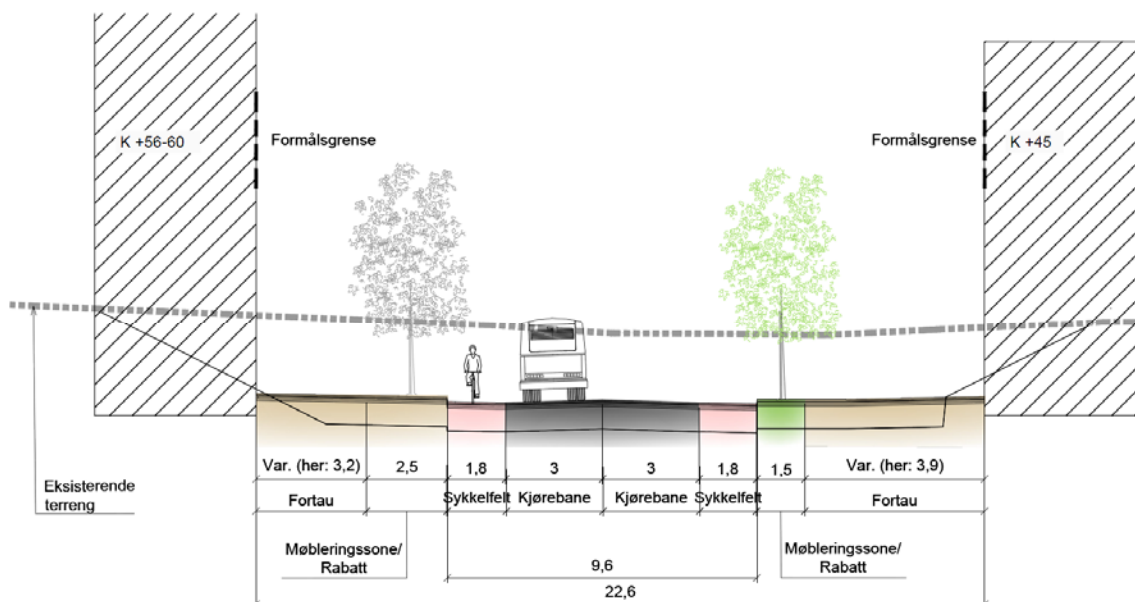 K +56-60
Formålsgrense
Formålsgrense
K +45
Var. (her: 3,2)
2,5
1,8
3
3
1,8
1,5
Var. (her: 3,9)
Eksisterende
terreng
Fortau
Sykkelfelt
Kjørebane
Kjørebane
Sykkelfelt
Fortau
Møbleringssone/
Rabatt
9,6
Møbleringssone/
Rabatt
22,6